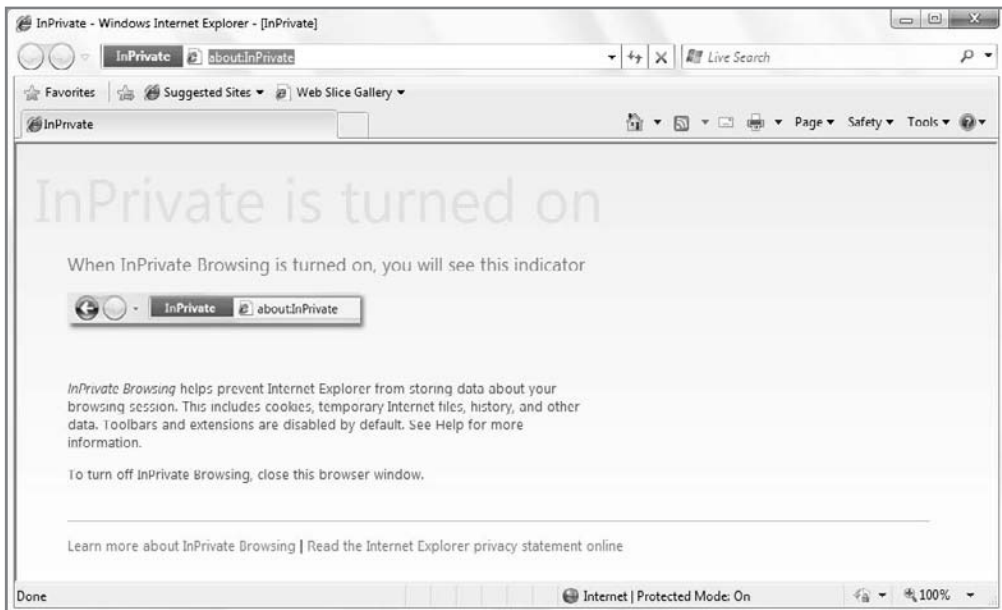 InPrivate - Windows Internet Explorer - [InPrivate]
InPrivate about:InPrivate Live Search
Favorites Suggested Sites Web Slice Gallery
InPrivate Page Safety Tools
InPrivate is turned on
When InPrivate Browsing is turned on, you will see this indicator
InPrivate about:InPrivate
InPrivate Browsing helps prevent Internet Explorer from storing data about your
browsing session. This includes cookies, temporary Internet files, history, and other
data. Toolbars and extensions are disabled by default. See Help for more
information.
To turn off InPrivate Browsing, close this browser window.
Learn more about InPrivate Browsing | Read the Internet Explorer privacy statement online
Done Internet | Protected Mode: On 100%